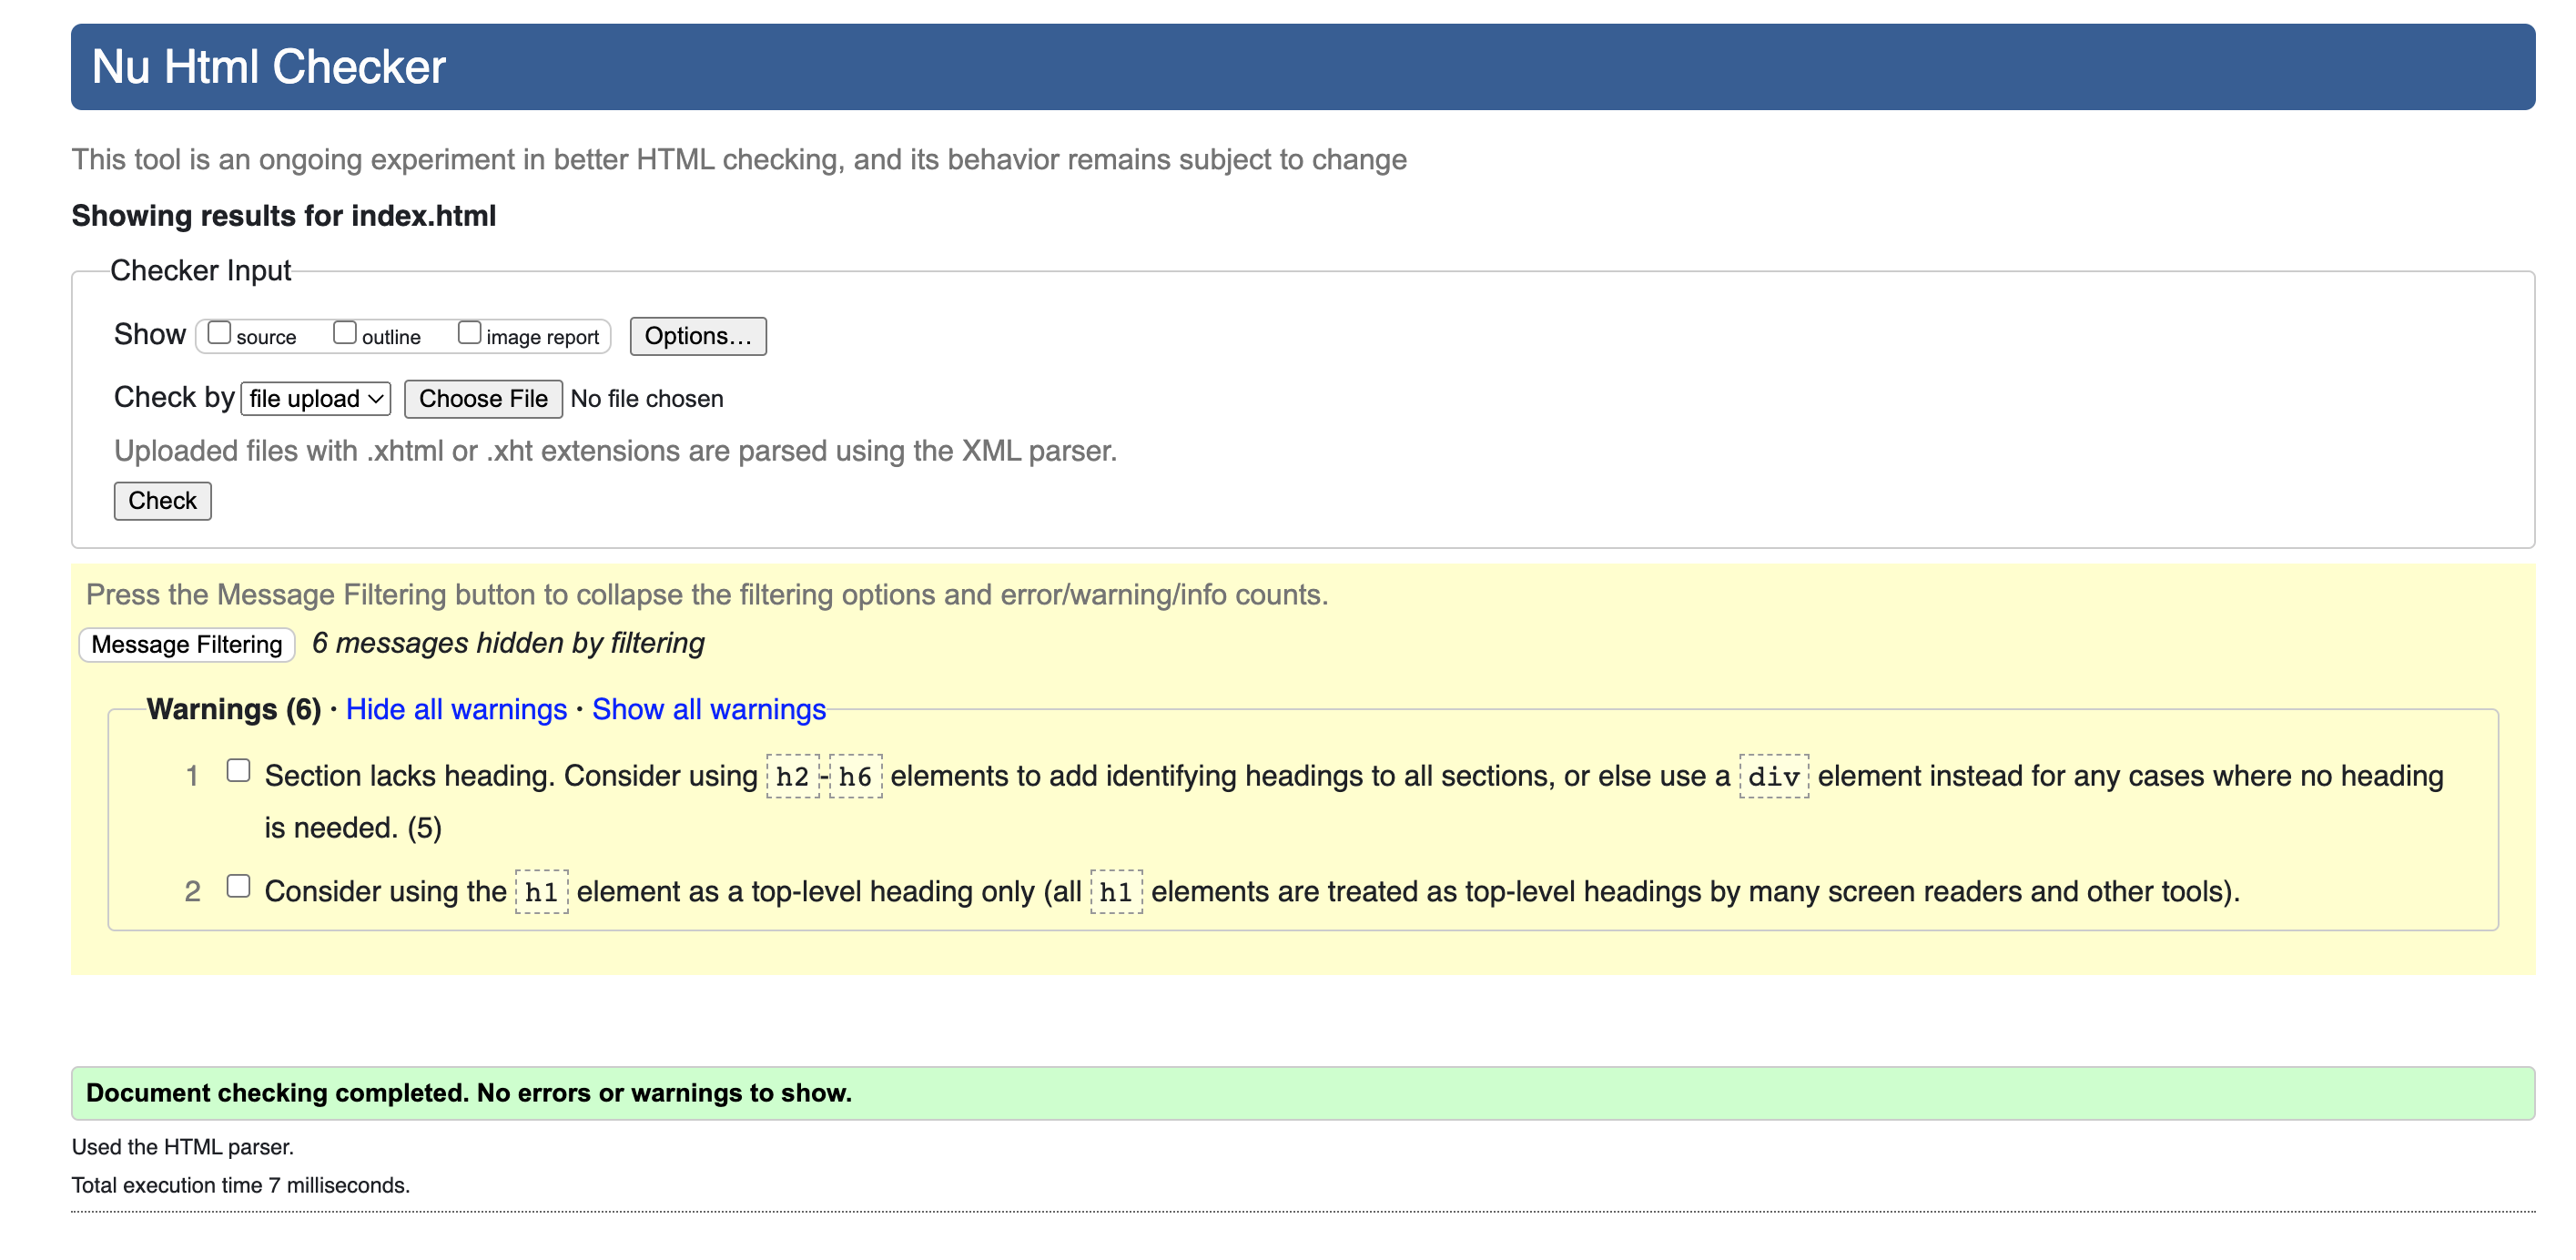 Nu Html Checker
This tool is an ongoing experiment in better HTML checking, and its behavior remains subject to change
Showing results for index.html
Checker Input
Show source outline image report Options...
Check by file upload Choose File No file chosen
Uploaded files with .xhtml or .xht extensions are parsed using the XML parser.
Check
Press the Message Filtering button to collapse the filtering options and error/warning/info counts.
Message Filtering 6 messages hidden by filtering
Warnings (6) · Hide all warnings · Show all warnings
1 Section lacks heading. Consider using h2-h6 elements to add identifying headings to all sections, or else use a div element instead for any cases where no heading
is needed. (5)
2 Consider using the h1 element as a top-level heading only (all h1 elements are treated as top-level headings by many screen readers and other tools).
Document checking completed. No errors or warnings to show.
Used the HTML parser.
Total execution time 7 milliseconds.